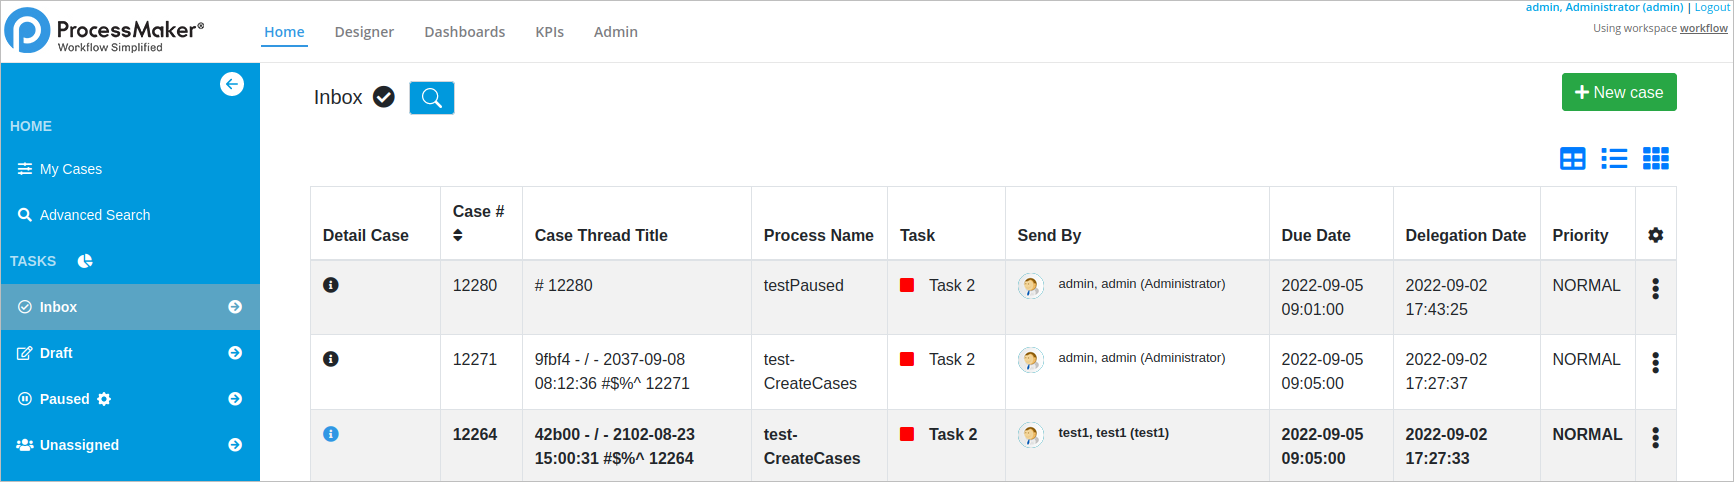 admin, Administrator (admin) | Logout
Using workspace workflow
ProcessMaker®
Workflow Simplified
Home Designer Dashboards KPIs Admin
HOME
My Cases
Advanced Search
TASKS
Inbox
Draft
Paused
Unassigned
Inbox
New case
Detail Case Case # Case Thread Title Process Name Task Send By Due Date Delegation Date Priority
12280 # 12280 testPaused Task 2 admin, admin (Administrator) 2022-09-05 2022-09-02 NORMAL
09:01:00 17:43:25
12271 9fbf4 - / - 2037-09-08 test- Task 2 admin, admin (Administrator) 2022-09-05 2022-09-02 NORMAL
08:12:36 #$%^ 12271 CreateCases 09:05:00 17:27:37
12264 42b00 - / - 2102-08-23 test- Task 2 test1, test1 (test1) 2022-09-05 2022-09-02 NORMAL
15:00:31 #$%^ 12264 CreateCases 09:05:00 17:27:33